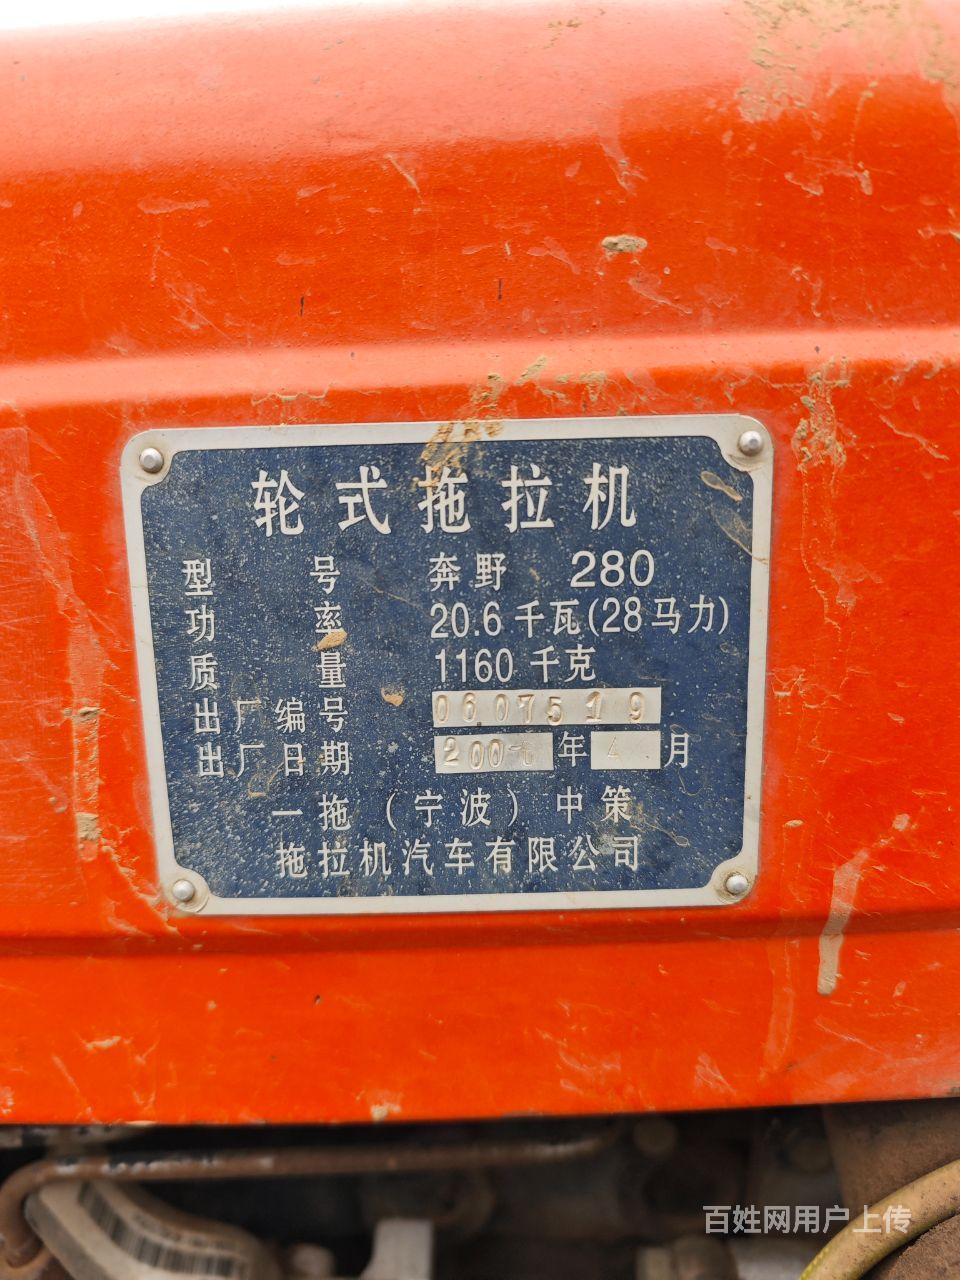 轮式拖拉机
型号 奔野 280
功率 20.6 千瓦(28马力)
质量 1160 千克
出厂编号 0607519
出厂日期 2006年4月
一拖(宁波)中策
拖拉机汽车有限公司
百姓网用户上传